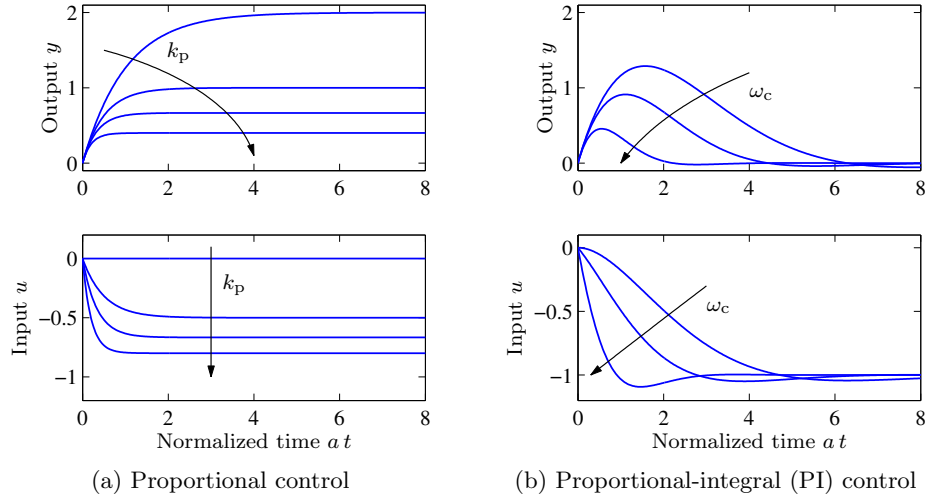 2
1
0
Output y
k_p
0 2 4 6 8
0
−0.5
−1
Input u
k_p
0 2 4 6 8
Normalized time a t
(a) Proportional control
2
1
0
Output y
ω_c
0 2 4 6 8
0
−0.5
−1
Input u
ω_c
0 2 4 6 8
Normalized time a t
(b) Proportional-integral (PI) control